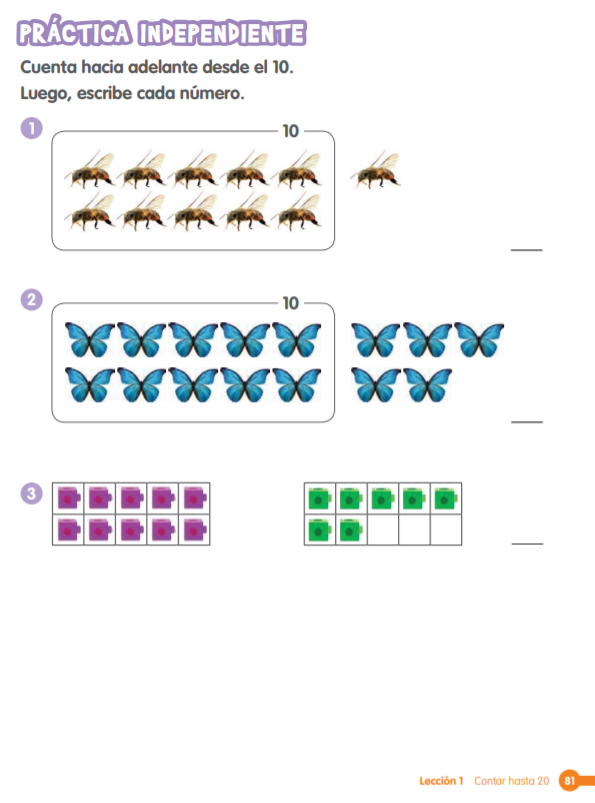 PRÁCTICA INDEPENDIENTE
Cuenta hacia adelante desde el 10.
Luego, escribe cada número.
1
10
2
10
3
Lección 1 Contar hasta 20 81